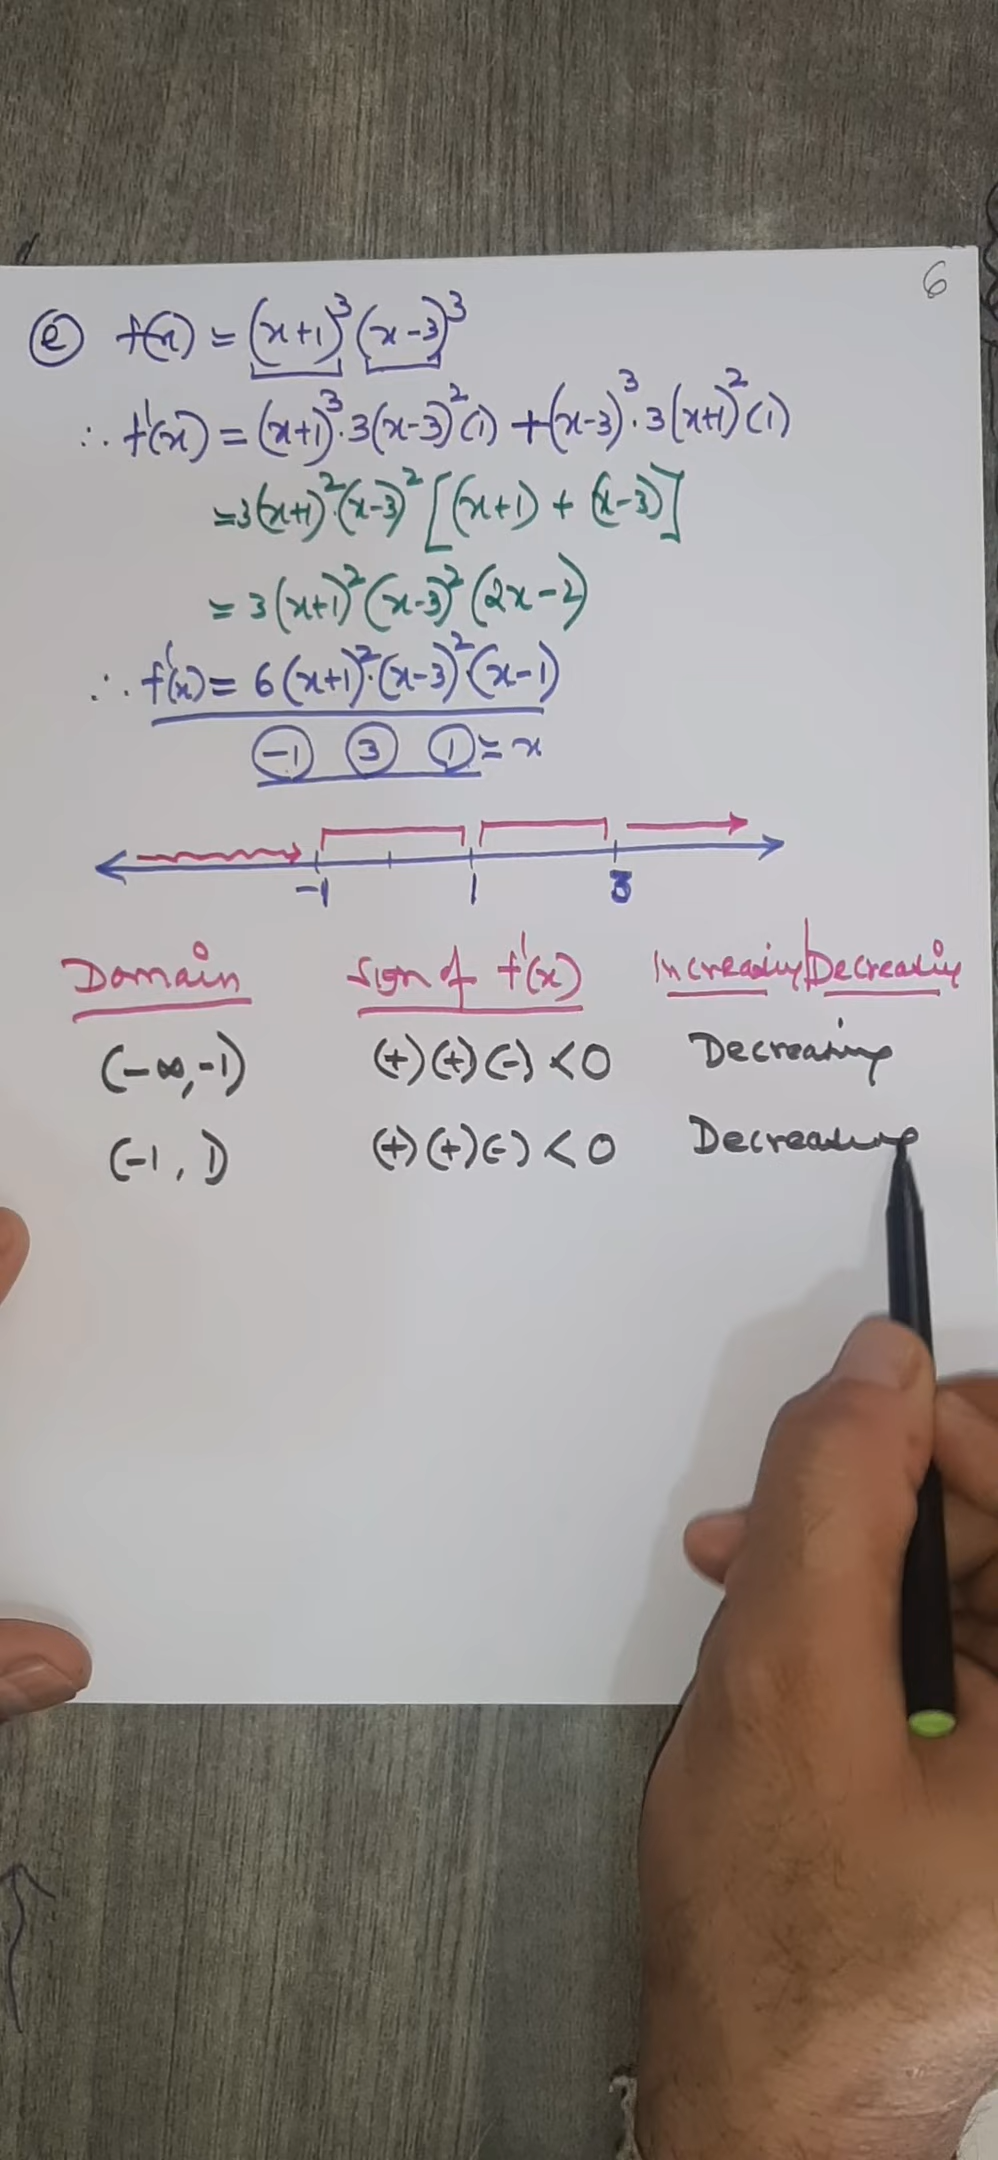 6
ⓔ f(x) = (x+1)³ (x-3)³
∴ f'(x) = (x+1)³·3(x-3)²(1) + (x-3)³·3(x+1)²(1)
=3(x+1)²·(x-3)² [(x+1) + (x-3)]
= 3(x+1)²(x-3)²(2x-2)
∴ f'(x) = 6(x+1)²·(x-3)²·(x-1)
-1 3 1 = x
-1 1 3
Domain Sign of f'(x) Increasing/Decreasing
(-∞,-1) (+)(+)(-) < 0 Decreasing
(-1, 1) (+)(+)(-) < 0 Decreasing